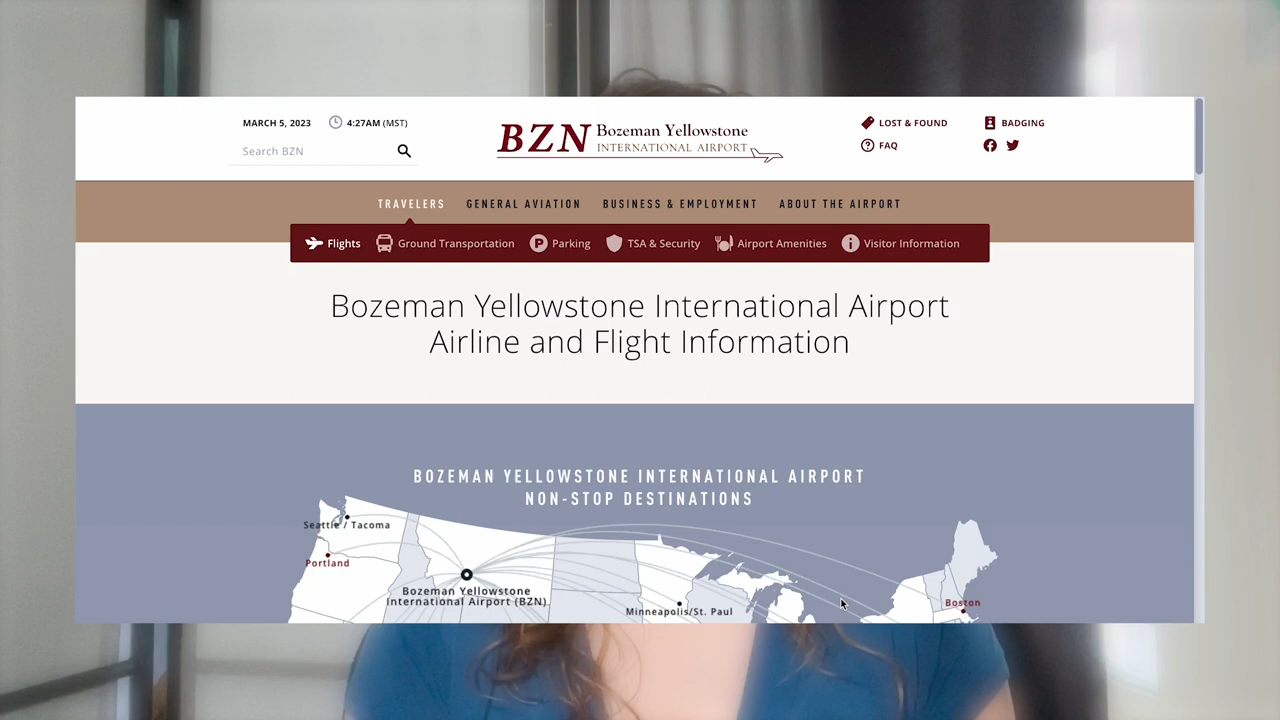 MARCH 5, 2023 4:27AM (MST)
Search BZN
BZN Bozeman Yellowstone
INTERNATIONAL AIRPORT
LOST & FOUND BADGING
FAQ
TRAVELERS GENERAL AVIATION BUSINESS & EMPLOYMENT ABOUT THE AIRPORT
Flights Ground Transportation P Parking TSA & Security Airport Amenities Visitor Information
Bozeman Yellowstone International Airport
Airline and Flight Information
BOZEMAN YELLOWSTONE INTERNATIONAL AIRPORT
NON-STOP DESTINATIONS
Seattle / Tacoma
Portland
Bozeman Yellowstone
International Airport (BZN)
Minneapolis/St. Paul
Boston